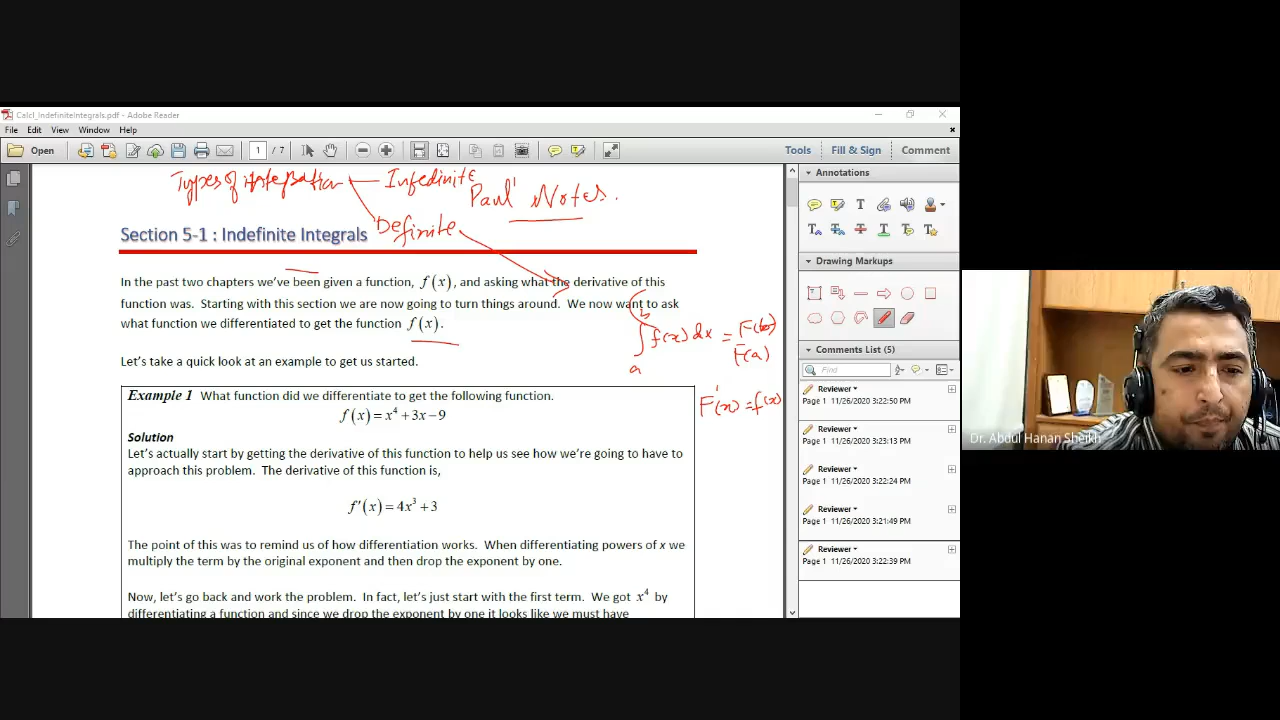 CalcI_IndefiniteIntegrals.pdf - Adobe Reader
File Edit View Window Help
Open 1 / 7 Tools Fill & Sign Comment
Types of integration Infedinite
Paul' Notes.
Definite
Section 5-1 : Indefinite Integrals
In the past two chapters we've been given a function, f(x), and asking what the derivative of this
function was. Starting with this section we are now going to turn things around. We now want to ask
what function we differentiated to get the function f(x).
Let's take a quick look at an example to get us started.
∫ₐᵇ f(x) dx = F(b)
F(a)
F'(x) = f(x)
Example 1 What function did we differentiate to get the following function.
f(x) = x⁴ + 3x − 9
Solution
Let's actually start by getting the derivative of this function to help us see how we're going to have to
approach this problem. The derivative of this function is,
f′(x) = 4x³ + 3
The point of this was to remind us of how differentiation works. When differentiating powers of x we
multiply the term by the original exponent and then drop the exponent by one.
Now, let's go back and work the problem. In fact, let's just start with the first term. We got x⁴ by
differentiating a function and since we drop the exponent by one it looks like we must have
Annotations
Drawing Markups
Comments List (5)
Find
Reviewer
Page 1 11/26/2020 3:22:50 PM
Reviewer
Page 1 11/26/2020 3:23:13 PM
Reviewer
Page 1 11/26/2020 3:22:24 PM
Reviewer
Page 1 11/26/2020 3:21:49 PM
Reviewer
Page 1 11/26/2020 3:22:39 PM
Dr. Abdul Hanan Sheikh